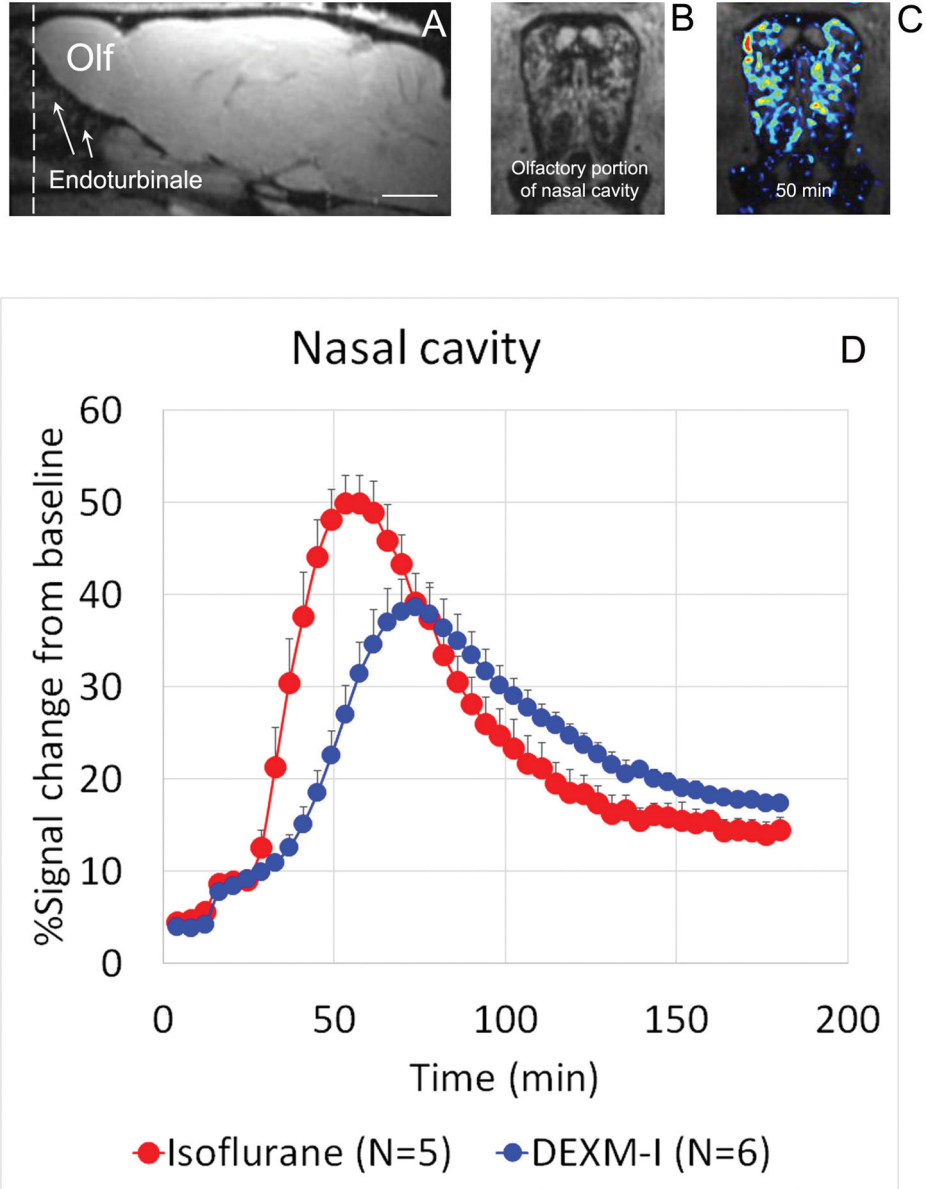 A
Olf
Endoturbinale
B
Olfactory portion
of nasal cavity
C
50 min
Nasal cavity
D
%Signal change from baseline
60
50
40
30
20
10
0
0 50 100 150 200
Time (min)
Isoflurane (N=5) DEXM-I (N=6)